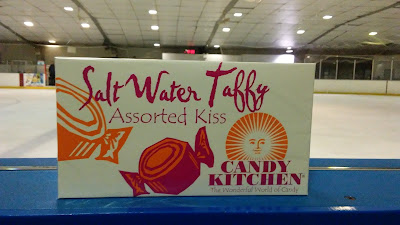 Salt Water Taffy
Assorted Kiss
CANDY
KITCHEN®
The Wonderful World of Candy